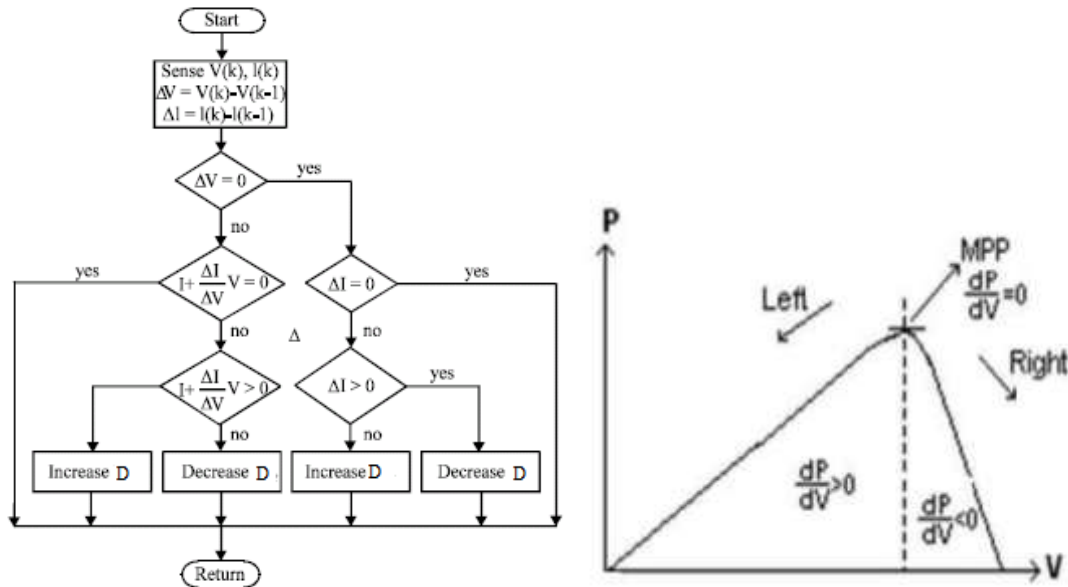 Start
Sense V(k), I(k)
ΔV = V(k)-V(k-1)
ΔI = I(k)-I(k-1)
ΔV = 0
yes
no
yes
I+ ΔI/ΔV V = 0
ΔI = 0
yes
no
Δ
no
I+ ΔI/ΔV V > 0
ΔI > 0
yes
no
no
Increase D
Decrease D
Increase D
Decrease D
Return
P
MPP
dP/dV=0
Left
Right
dP/dV>0
dP/dV<0
V